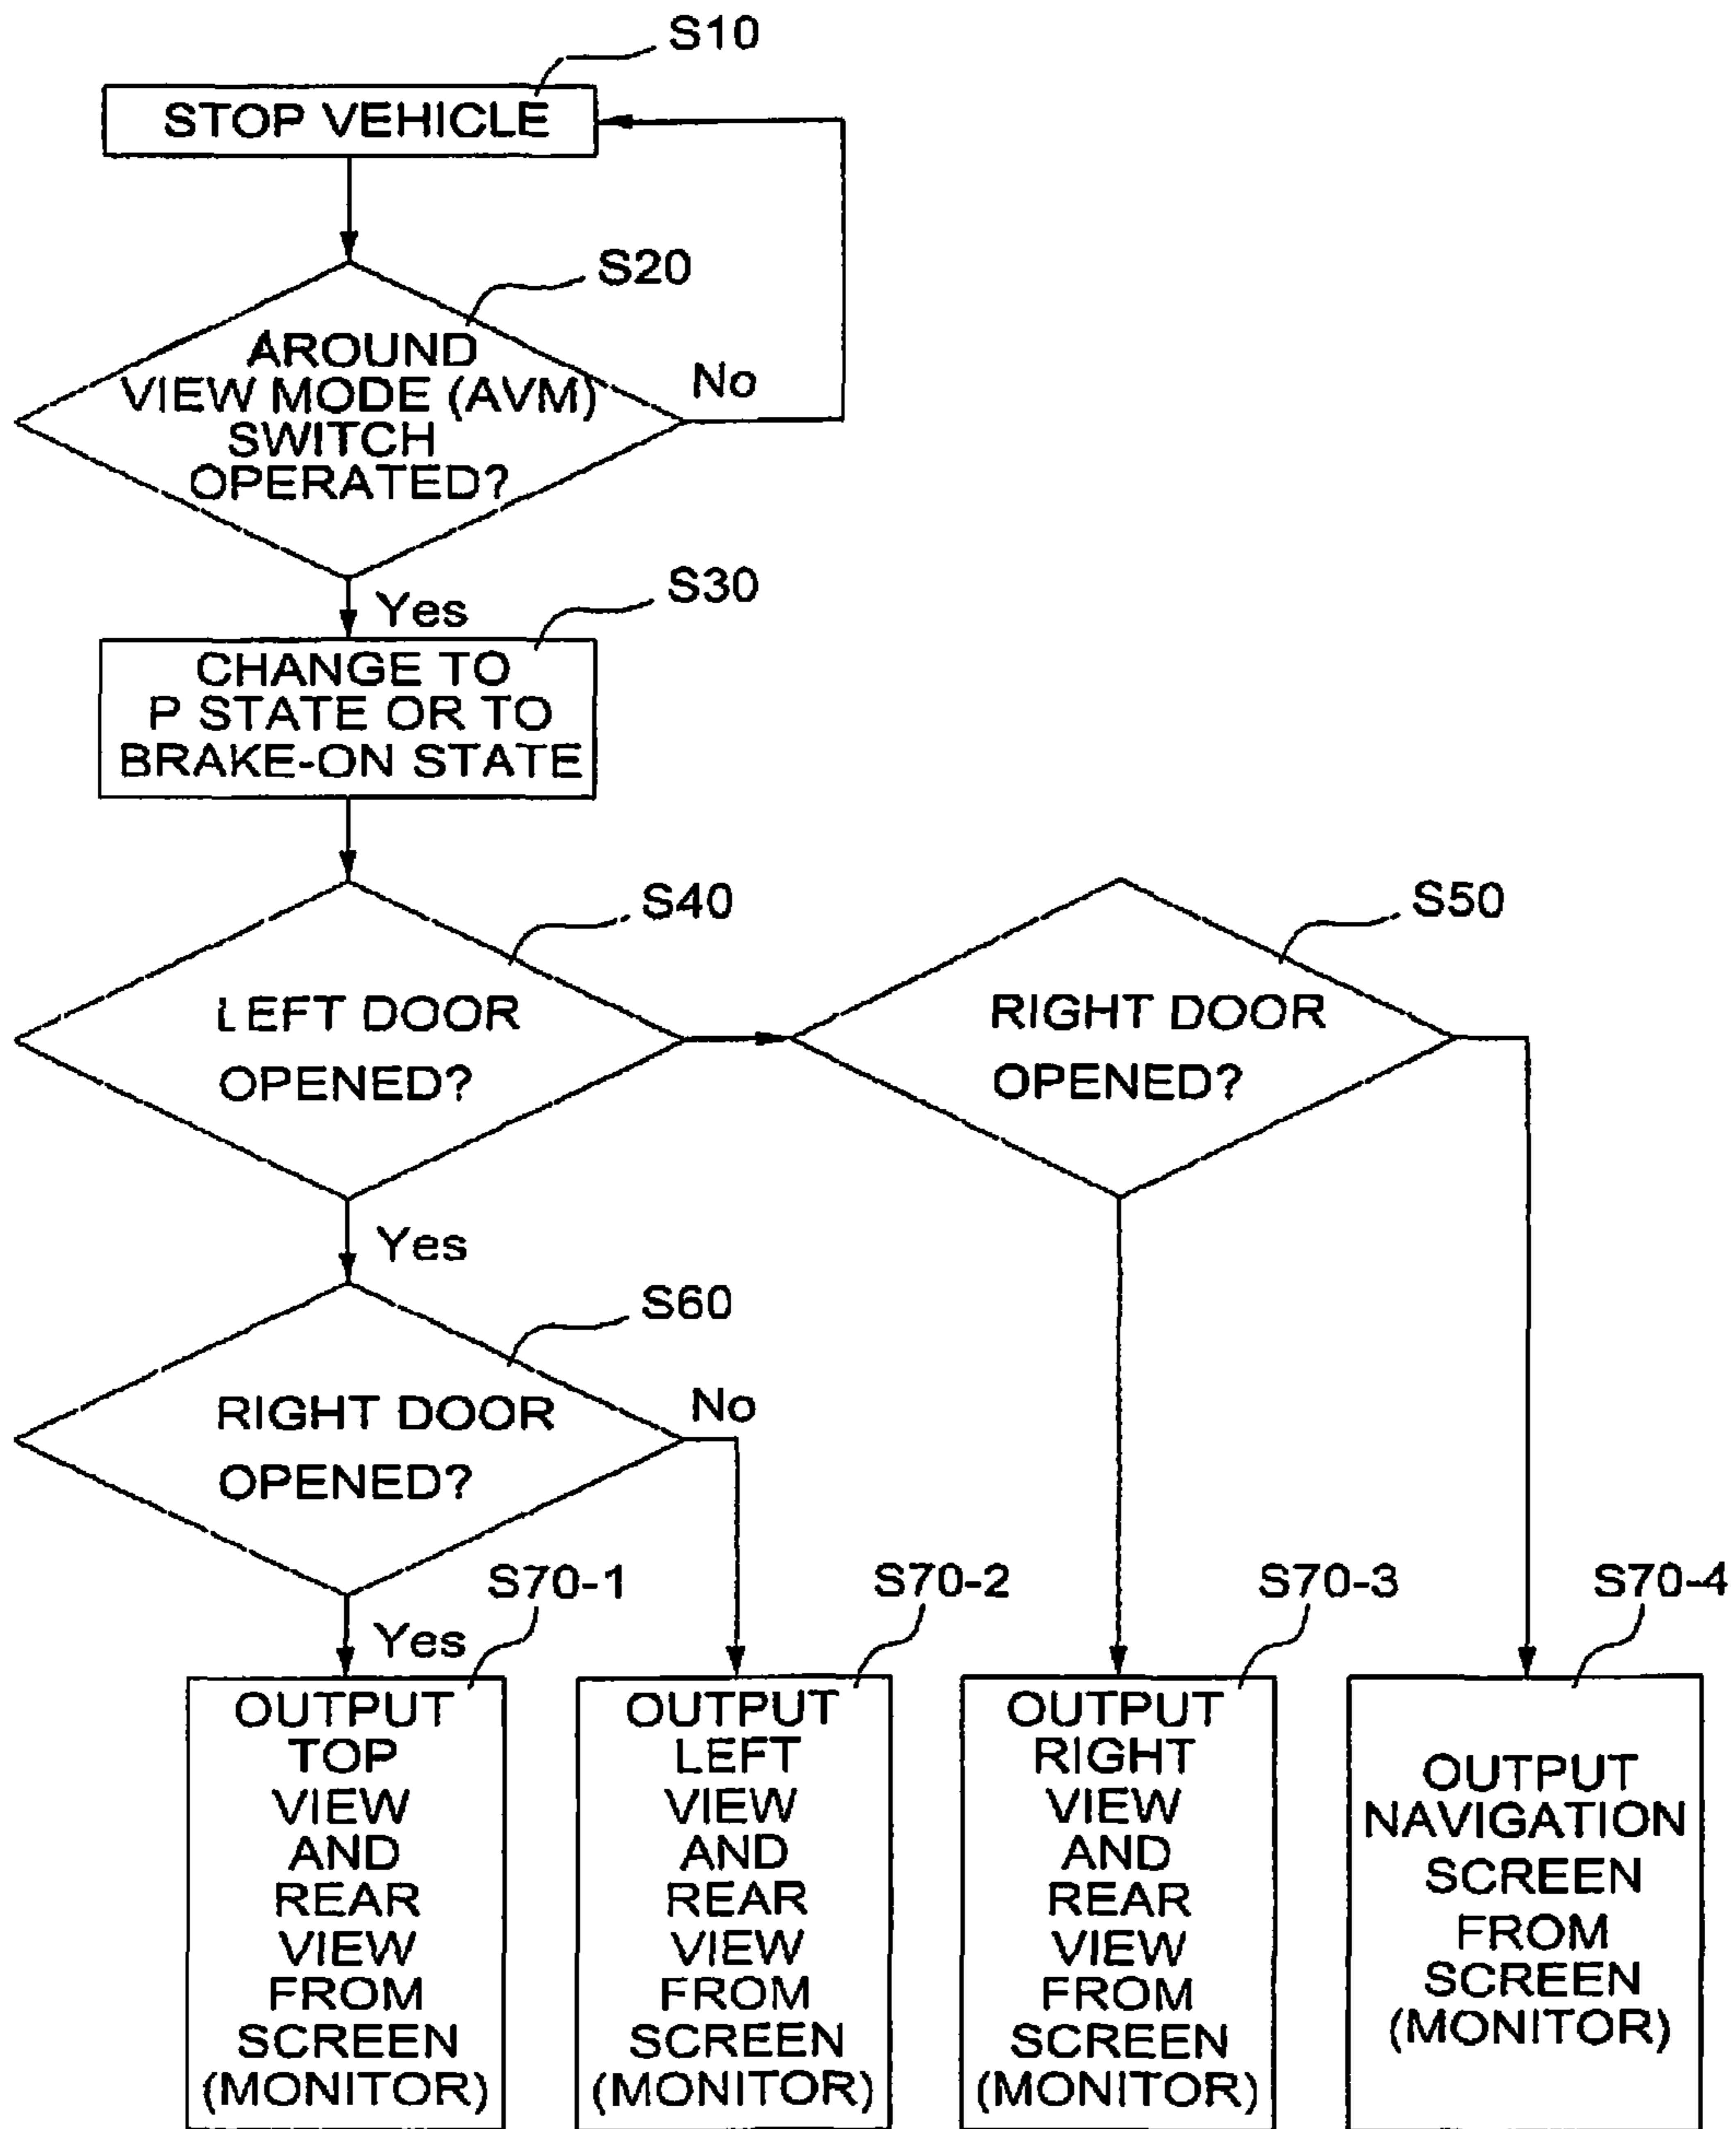 S10
STOP VEHICLE
S20
AROUND
VIEW MODE (AVM)
SWITCH
OPERATED?
No
Yes
S30
CHANGE TO
P STATE OR TO
BRAKE-ON STATE
S40
LEFT DOOR
OPENED?
S50
RIGHT DOOR
OPENED?
Yes
S60
RIGHT DOOR
OPENED?
No
Yes
S70-1
OUTPUT
TOP
VIEW
AND
REAR
VIEW
FROM
SCREEN
(MONITOR)
S70-2
OUTPUT
LEFT
VIEW
AND
REAR
VIEW
FROM
SCREEN
(MONITOR)
S70-3
OUTPUT
RIGHT
VIEW
AND
REAR
VIEW
FROM
SCREEN
(MONITOR)
S70-4
OUTPUT
NAVIGATION
SCREEN
FROM
SCREEN
(MONITOR)